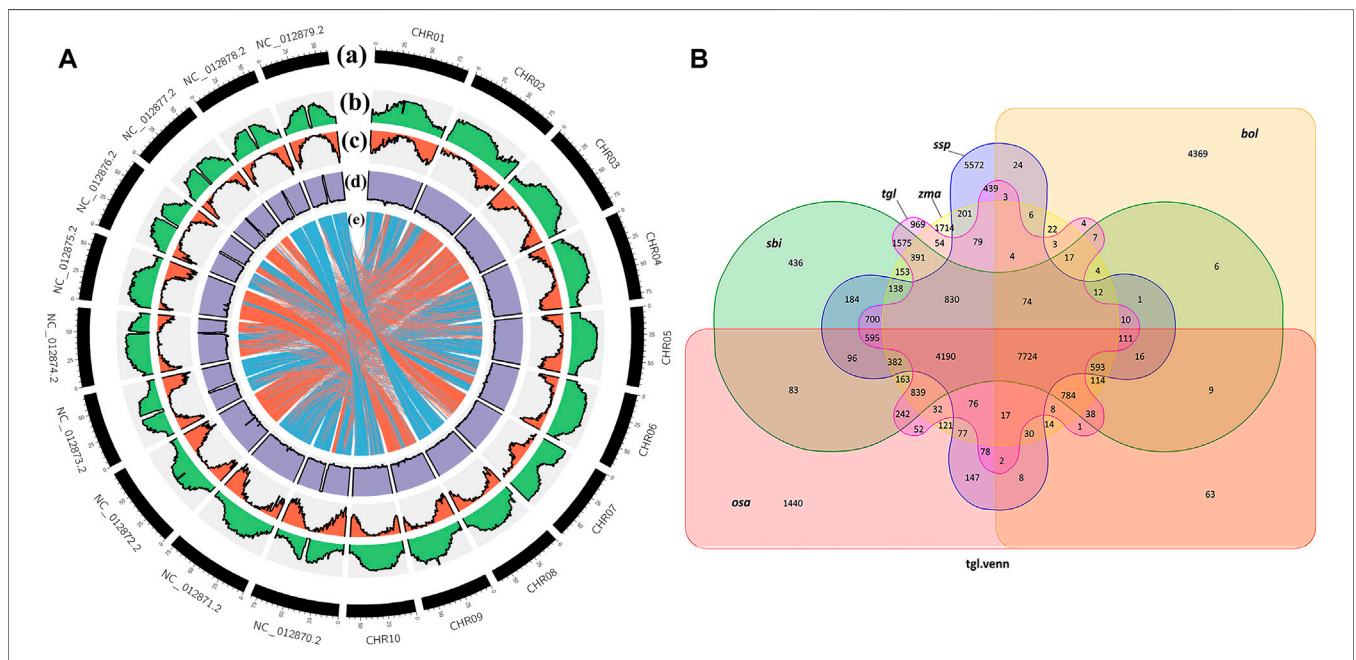 A
(a)
(b)
(c)
(d)
(e)
CHR01
CHR02
CHR03
CHR04
CHR05
CHR06
CHR07
CHR08
CHR09
CHR10
NC_012870.2
NC_012871.2
NC_012872.2
NC_012873.2
NC_012874.2
NC_012875.2
NC_012876.2
NC_012877.2
NC_012878.2
NC_012879.2
B
bol
4369
ssp
5572 24
439
3
tgl zma
969 1714 201 6 22 4
sbi
1575 54 79 3 7
391 4 17
436 153 4 6
138 12
184 830 74 1
700 10
595 111
96 382 4190 7724 593 16
163 114
83 839 784 9
242 32 76 17 8 38
52 121 77 30 14 1
78 2
147 8
osa 1440 63
tgl.venn